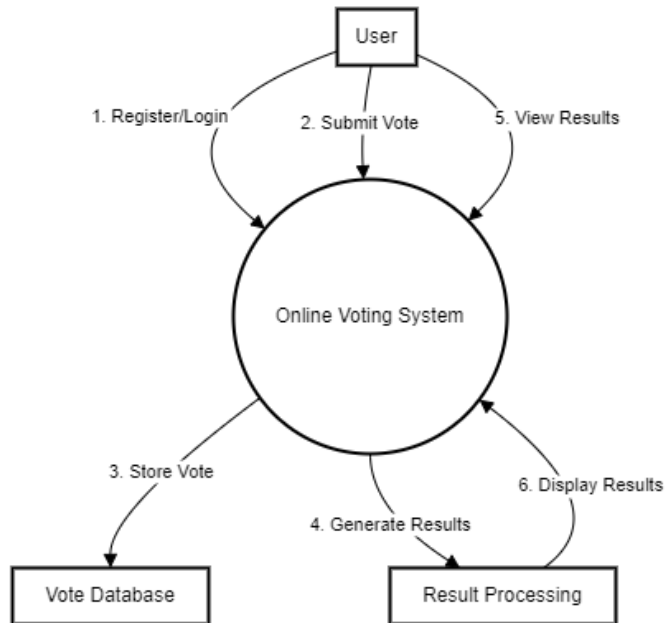 User
1. Register/Login
2. Submit Vote
5. View Results
Online Voting System
3. Store Vote
4. Generate Results
6. Display Results
Vote Database
Result Processing